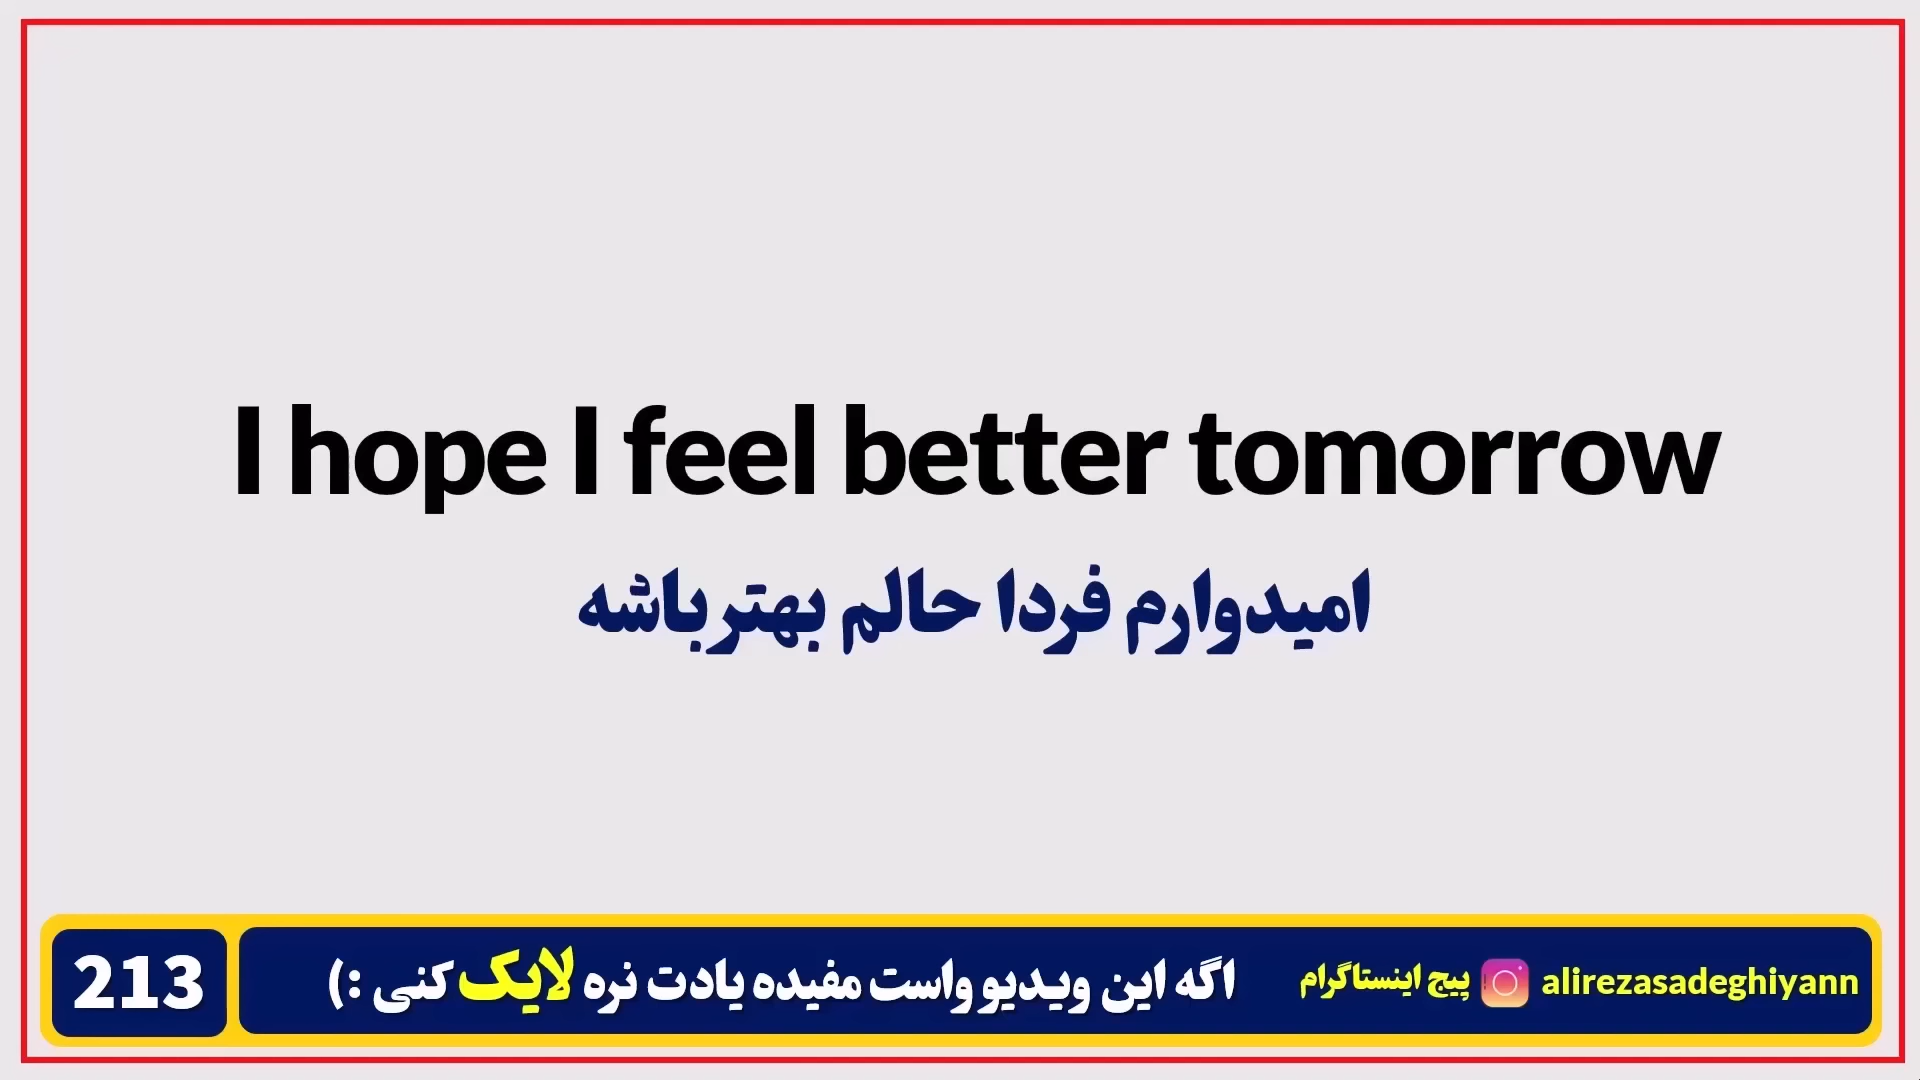 I hope I feel better tomorrow
امیدوارم فردا حالم بهتر باشه
213
اگه این ویدیو واست مفیده یادت نره لایک کنی :)
پیج اینستاگرام
alirezasadeghiyann